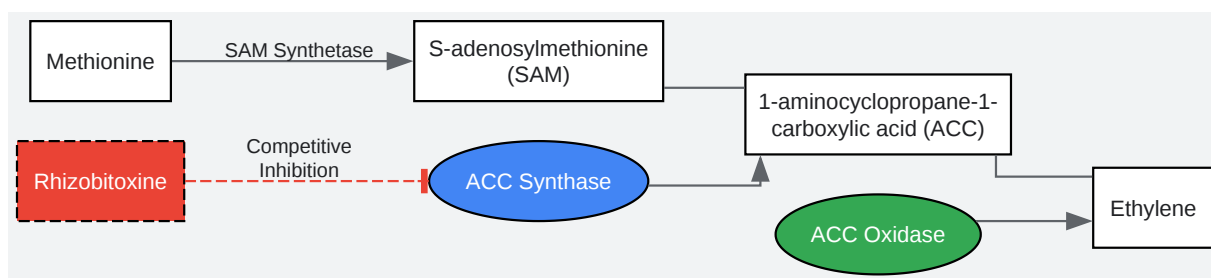 Methionine
SAM Synthetase
S-adenosylmethionine
(SAM)
1-aminocyclopropane-1-
carboxylic acid (ACC)
Rhizobitoxine
Competitive
Inhibition
ACC Synthase
ACC Oxidase
Ethylene